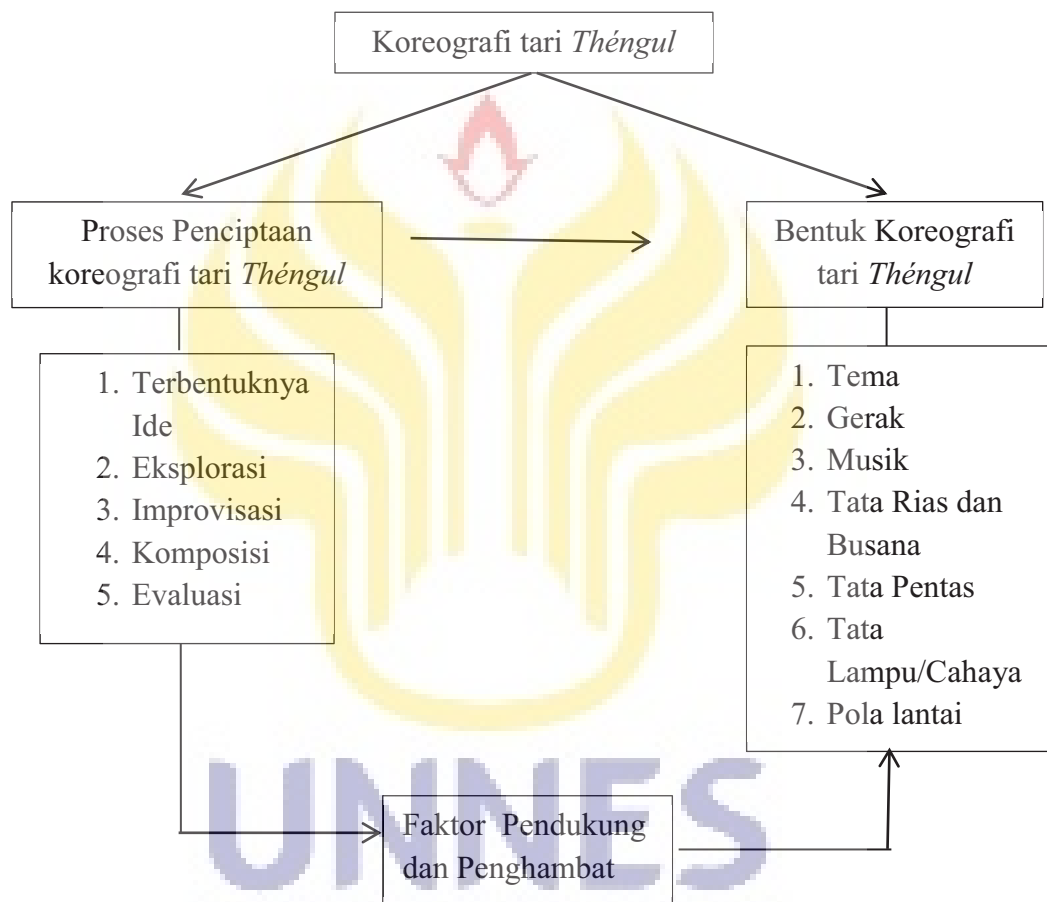 Koreografi tari Théngul
Proses Penciptaan
koreografi tari Théngul
Bentuk Koreografi
tari Théngul
1. Terbentuknya
Ide
2. Eksplorasi
3. Improvisasi
4. Komposisi
5. Evaluasi
1. Tema
2. Gerak
3. Musik
4. Tata Rias dan
Busana
5. Tata Pentas
6. Tata
Lampu/Cahaya
7. Pola lantai
Faktor Pendukung
dan Penghambat
UNNES